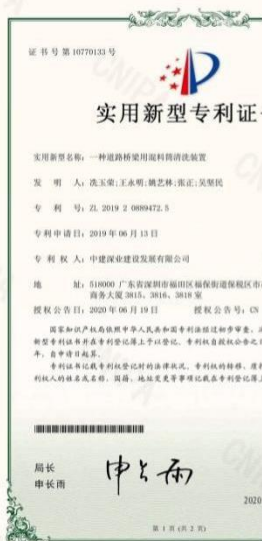 证书号第10770133号
实用新型专利证
实用新型名称：一种道路桥梁用混料筒清洗装置
发明人：冼玉荣;王永明;姚艺林;张正;吴坚民
专利号：ZL 2019 2 0889472.5
专利申请日：2019年06月13日
专利权人：中建深业建设发展有限公司
地址：518000 广东省深圳市福田区福保街道保税区市
商务大厦3815、3816、3818室
授权公告日：2020年06月19日 授权公告号：CN
国家知识产权局依照中华人民共和国专利法经过初步审查，
新型专利证书并在专利登记簿上予以登记。专利权自授权公告之
年，自申请日起算。
专利证书记载专利权登记时的法律状况。专利权的转移、质
利权人的姓名或名称、国籍、地址变更等事项记载在专利登记簿上
局长
申长雨
申长雨
2020
第1页(共2页)